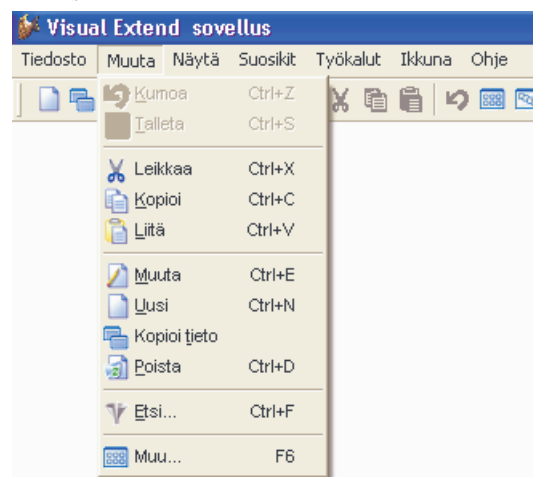 Visual Extend sovellus
Tiedosto Muuta Näytä Suosikit Työkalut Ikkuna Ohje
Kumoa Ctrl+Z
Talleta Ctrl+S
Leikkaa Ctrl+X
Kopioi Ctrl+C
Liitä Ctrl+V
Muuta Ctrl+E
Uusi Ctrl+N
Kopioi tieto
Poista Ctrl+D
Etsi... Ctrl+F
Muu... F6